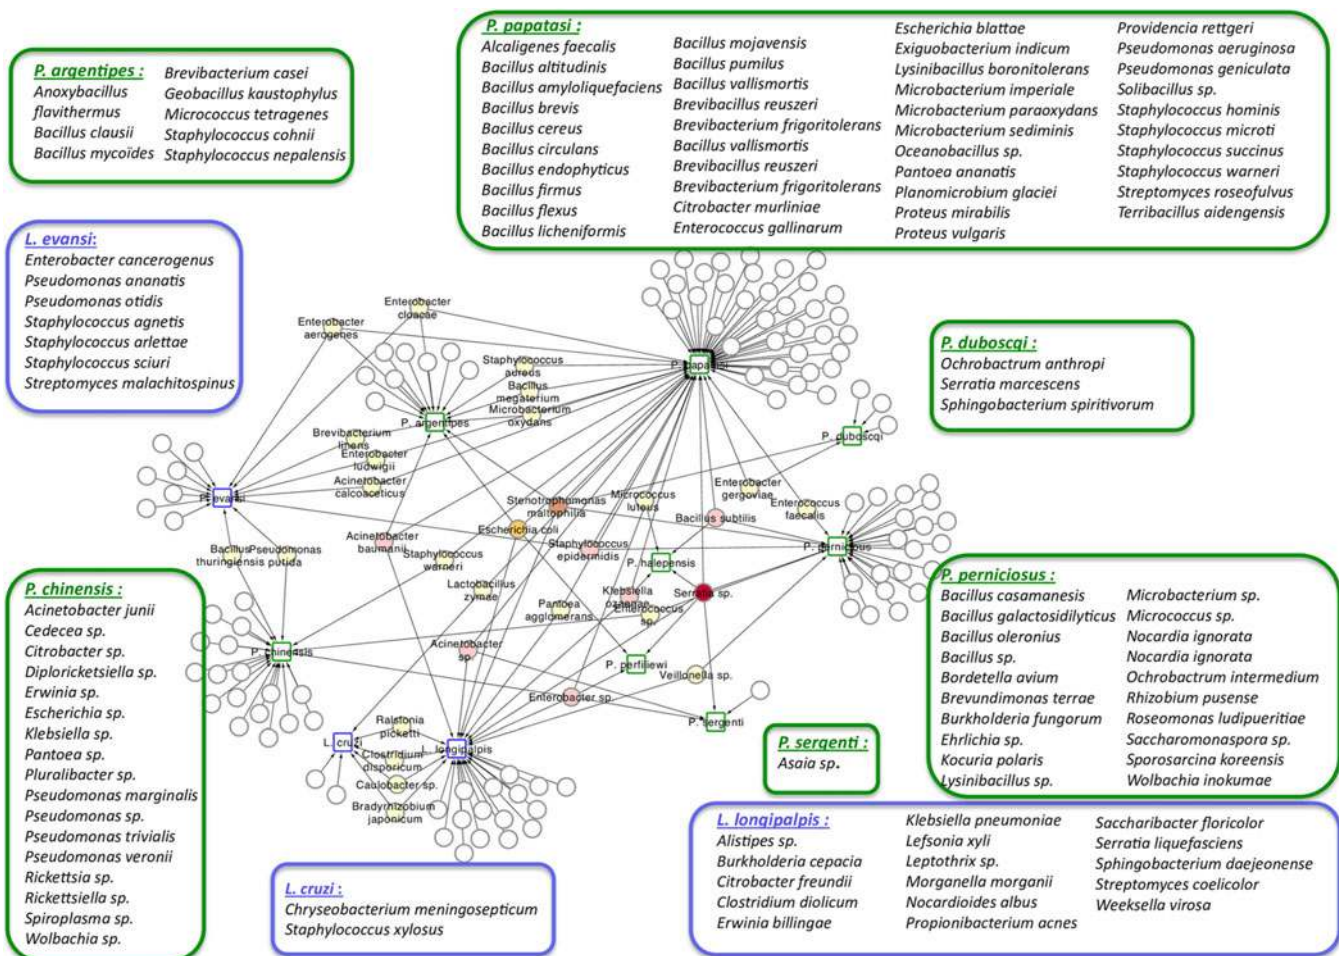 P. argentipes :
Anoxybacillus
flavithermus
Bacillus clausii
Bacillus mycoïdes
Brevibacterium casei
Geobacillus kaustophylus
Micrococcus tetragenes
Staphylococcus cohnii
Staphylococcus nepalensis
P. papatasi :
Alcaligenes faecalis
Bacillus altitudinis
Bacillus amyloliquefaciens
Bacillus brevis
Bacillus cereus
Bacillus circulans
Bacillus endophyticus
Bacillus firmus
Bacillus flexus
Bacillus licheniformis
Bacillus mojavensis
Bacillus pumilus
Bacillus vallismortis
Brevibacillus reuszeri
Brevibacterium frigoritolerans
Bacillus vallismortis
Brevibacillus reuszeri
Brevibacterium frigoritolerans
Citrobacter murliniae
Enterococcus gallinarum
Escherichia blattae
Exiguobacterium indicum
Lysinibacillus boronitolerans
Microbacterium imperiale
Microbacterium paraoxydans
Microbacterium sediminis
Oceanobacillus sp.
Pantoea ananatis
Planomicrobium glaciei
Proteus mirabilis
Proteus vulgaris
Providencia rettgeri
Pseudomonas aeruginosa
Pseudomonas geniculata
Solibacillus sp.
Staphylococcus hominis
Staphylococcus microti
Staphylococcus succinus
Staphylococcus warneri
Streptomyces roseofulvus
Terribacillus aidengensis
L. evansi:
Enterobacter cancerogenus
Pseudomonas ananatis
Pseudomonas otidis
Staphylococcus agnetis
Staphylococcus arlettae
Staphylococcus sciuri
Streptomyces malachitospinus
P. duboscqi :
Ochrobactrum anthropi
Serratia marcescens
Sphingobacterium spiritivorum
Enterobacter
cloacae
Enterobacter
aerogenes
Staphylococcus
aureus
Bacillus
megaterium
Microbacterium
oxydans
P. papatasi
P. argentipes
P. duboscqi
Brevibacterium
linens
Enterobacter
ludwigii
Acinetobacter
calcoaceticus
evansi
Stenotrophomonas
maltophilia
Micrococcus
luteus
Enterobacter
gergoviae
Enterococcus
faecalis
Bacillus subtilis
Escherichia coli
Acinetobacter
baumanii
Staphylococcus
epidermidis
P. pernicious
Bacillus
thuringiensis
Pseudomonas
putida
Staphylococcus
warneri
P. halepensis
Lactobacillus
zymae
Klebsiella
ozaenae
Serratia sp.
Pantoea
agglomerans
Enterococcus
sp.
P. chinensis
Acinetobacter
sp.
P. perfiliewi
Veillonella sp.
Enterobacter sp.
P. sergenti
Ralstonia
picketti
L. cruzi
L. longipalpis
Clostridium
disporicum
Caulobacter sp.
Bradyrhizobium
japonicum
P. chinensis :
Acinetobacter junii
Cedecea sp.
Citrobacter sp.
Diploricketsiella sp.
Erwinia sp.
Escherichia sp.
Klebsiella sp.
Pantoea sp.
Pluralibacter sp.
Pseudomonas marginalis
Pseudomonas sp.
Pseudomonas trivialis
Pseudomonas veronii
Rickettsia sp.
Rickettsiella sp.
Spiroplasma sp.
Wolbachia sp.
P. perniciosus :
Bacillus casamanesis
Bacillus galactosidilyticus
Bacillus oleronius
Bacillus sp.
Bordetella avium
Brevundimonas terrae
Burkholderia fungorum
Ehrlichia sp.
Kocuria polaris
Lysinibacillus sp.
Microbacterium sp.
Micrococcus sp.
Nocardia ignorata
Nocardia ignorata
Ochrobactrum intermedium
Rhizobium pusense
Roseomonas ludipueritiae
Saccharomonaspora sp.
Sporosarcina koreensis
Wolbachia inokumae
P. sergenti :
Asaia sp.
L. cruzi :
Chryseobacterium meningosepticum
Staphylococcus xylosus
L. longipalpis :
Alistipes sp.
Burkholderia cepacia
Citrobacter freundii
Clostridium diolicum
Erwinia billingae
Klebsiella pneumoniae
Lefsonia xyli
Leptothrix sp.
Morganella morganii
Nocardioides albus
Propionibacterium acnes
Saccharibacter floricolor
Serratia liquefasciens
Sphingobacterium daejeonense
Streptomyces coelicolor
Weeksella virosa